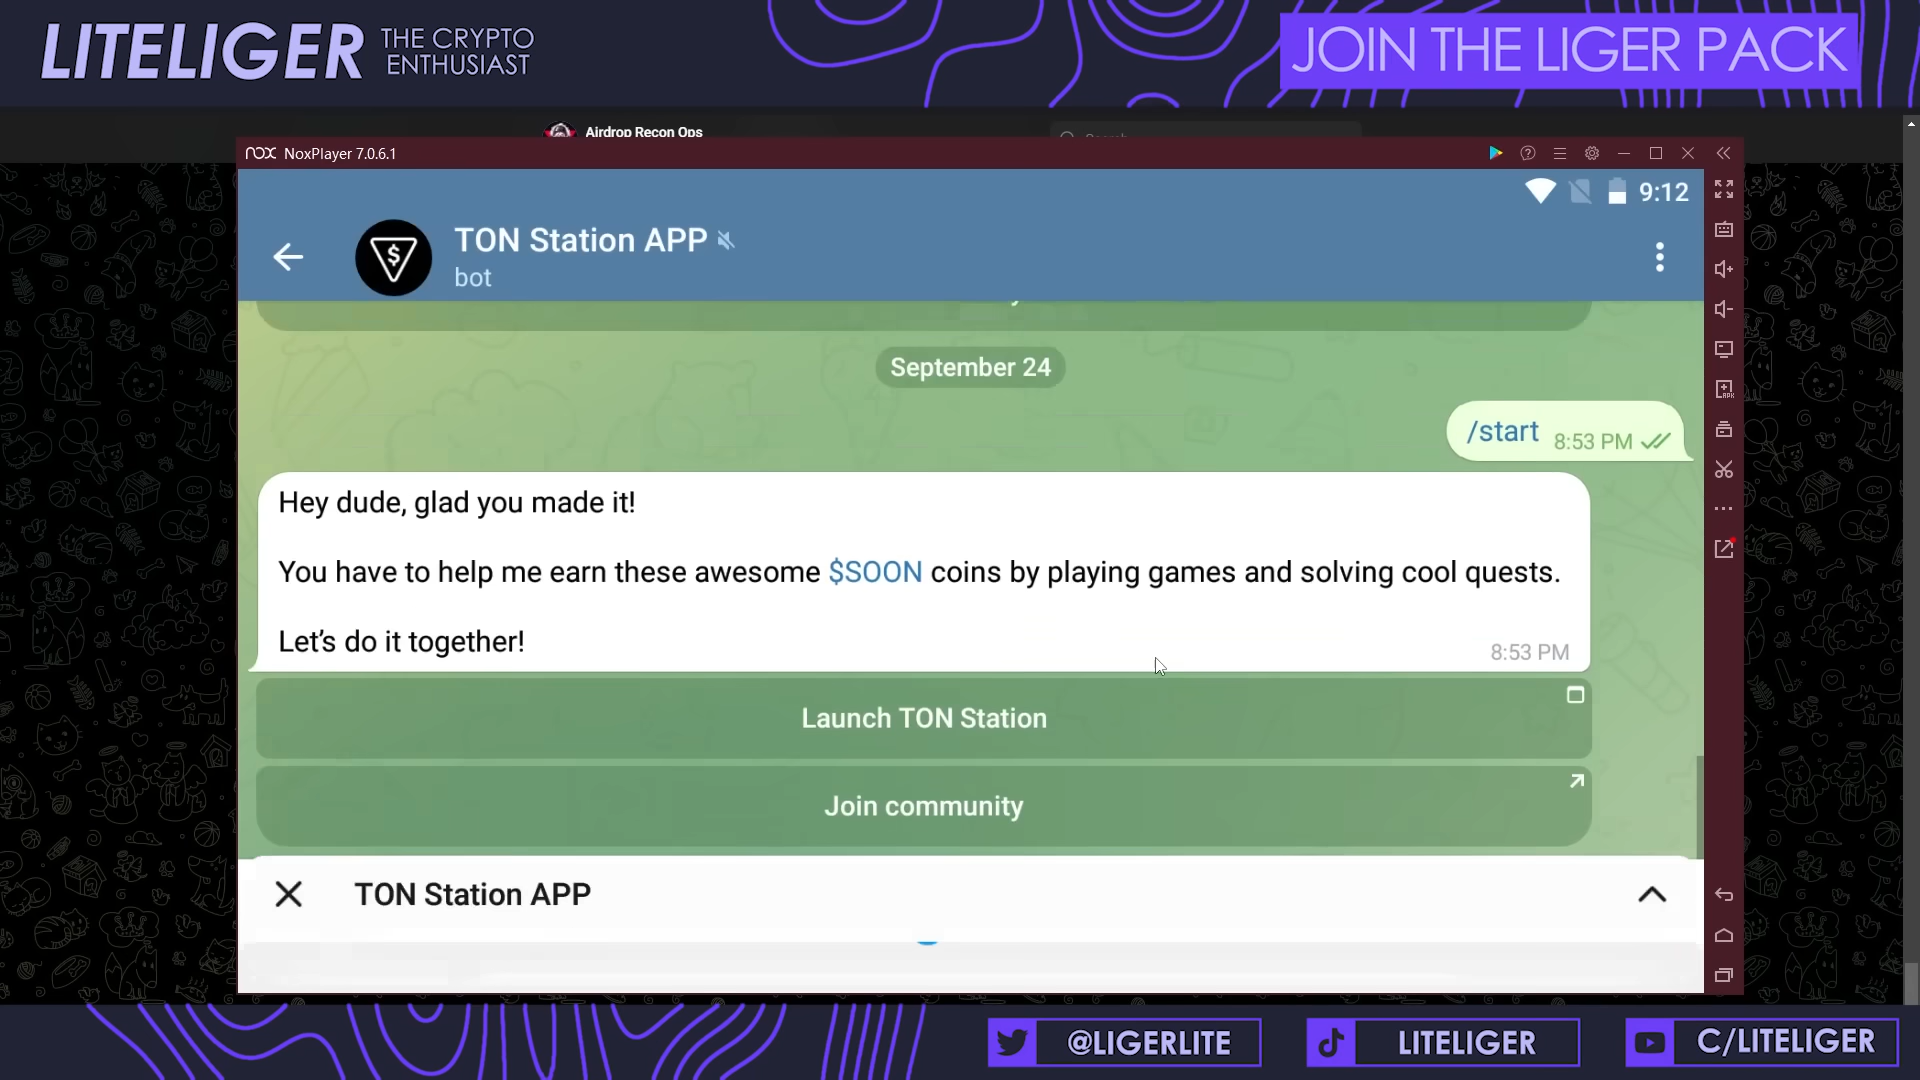 LITELIGER
THE CRYPTO
ENTHUSIAST
JOIN THE LIGER PACK
Airdrop Recon Ops
Search
nox NoxPlayer 7.0.6.1
9:12
TON Station APP
bot
September 24
/start 8:53 PM
Hey dude, glad you made it!
You have to help me earn these awesome $SOON coins by playing games and solving cool quests.
Let's do it together!
8:53 PM
Launch TON Station
Join community
TON Station APP
@LIGERLITE
LITELIGER
C/LITELIGER